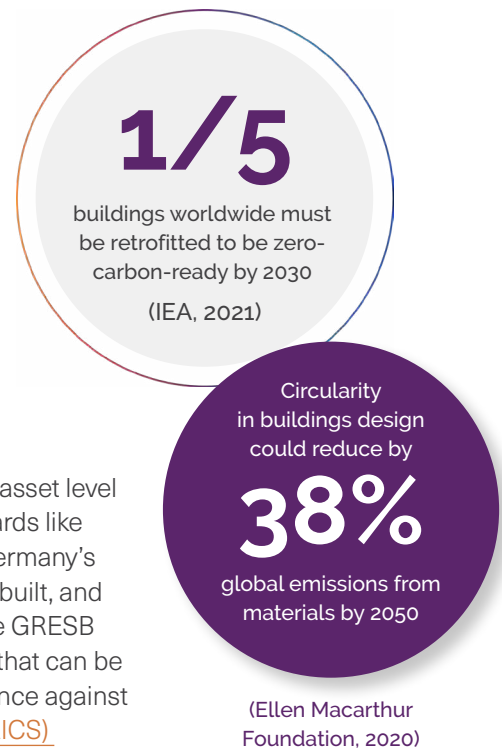 1/5
buildings worldwide must
be retrofitted to be zero-
carbon-ready by 2030
(IEA, 2021)
Circularity
in buildings design
could reduce by
38%
global emissions from
materials by 2050
(Ellen Macarthur
Foundation, 2020)
asset level
ards like
ermany's
built, and
e GRESB
that can be
nce against
ICS)